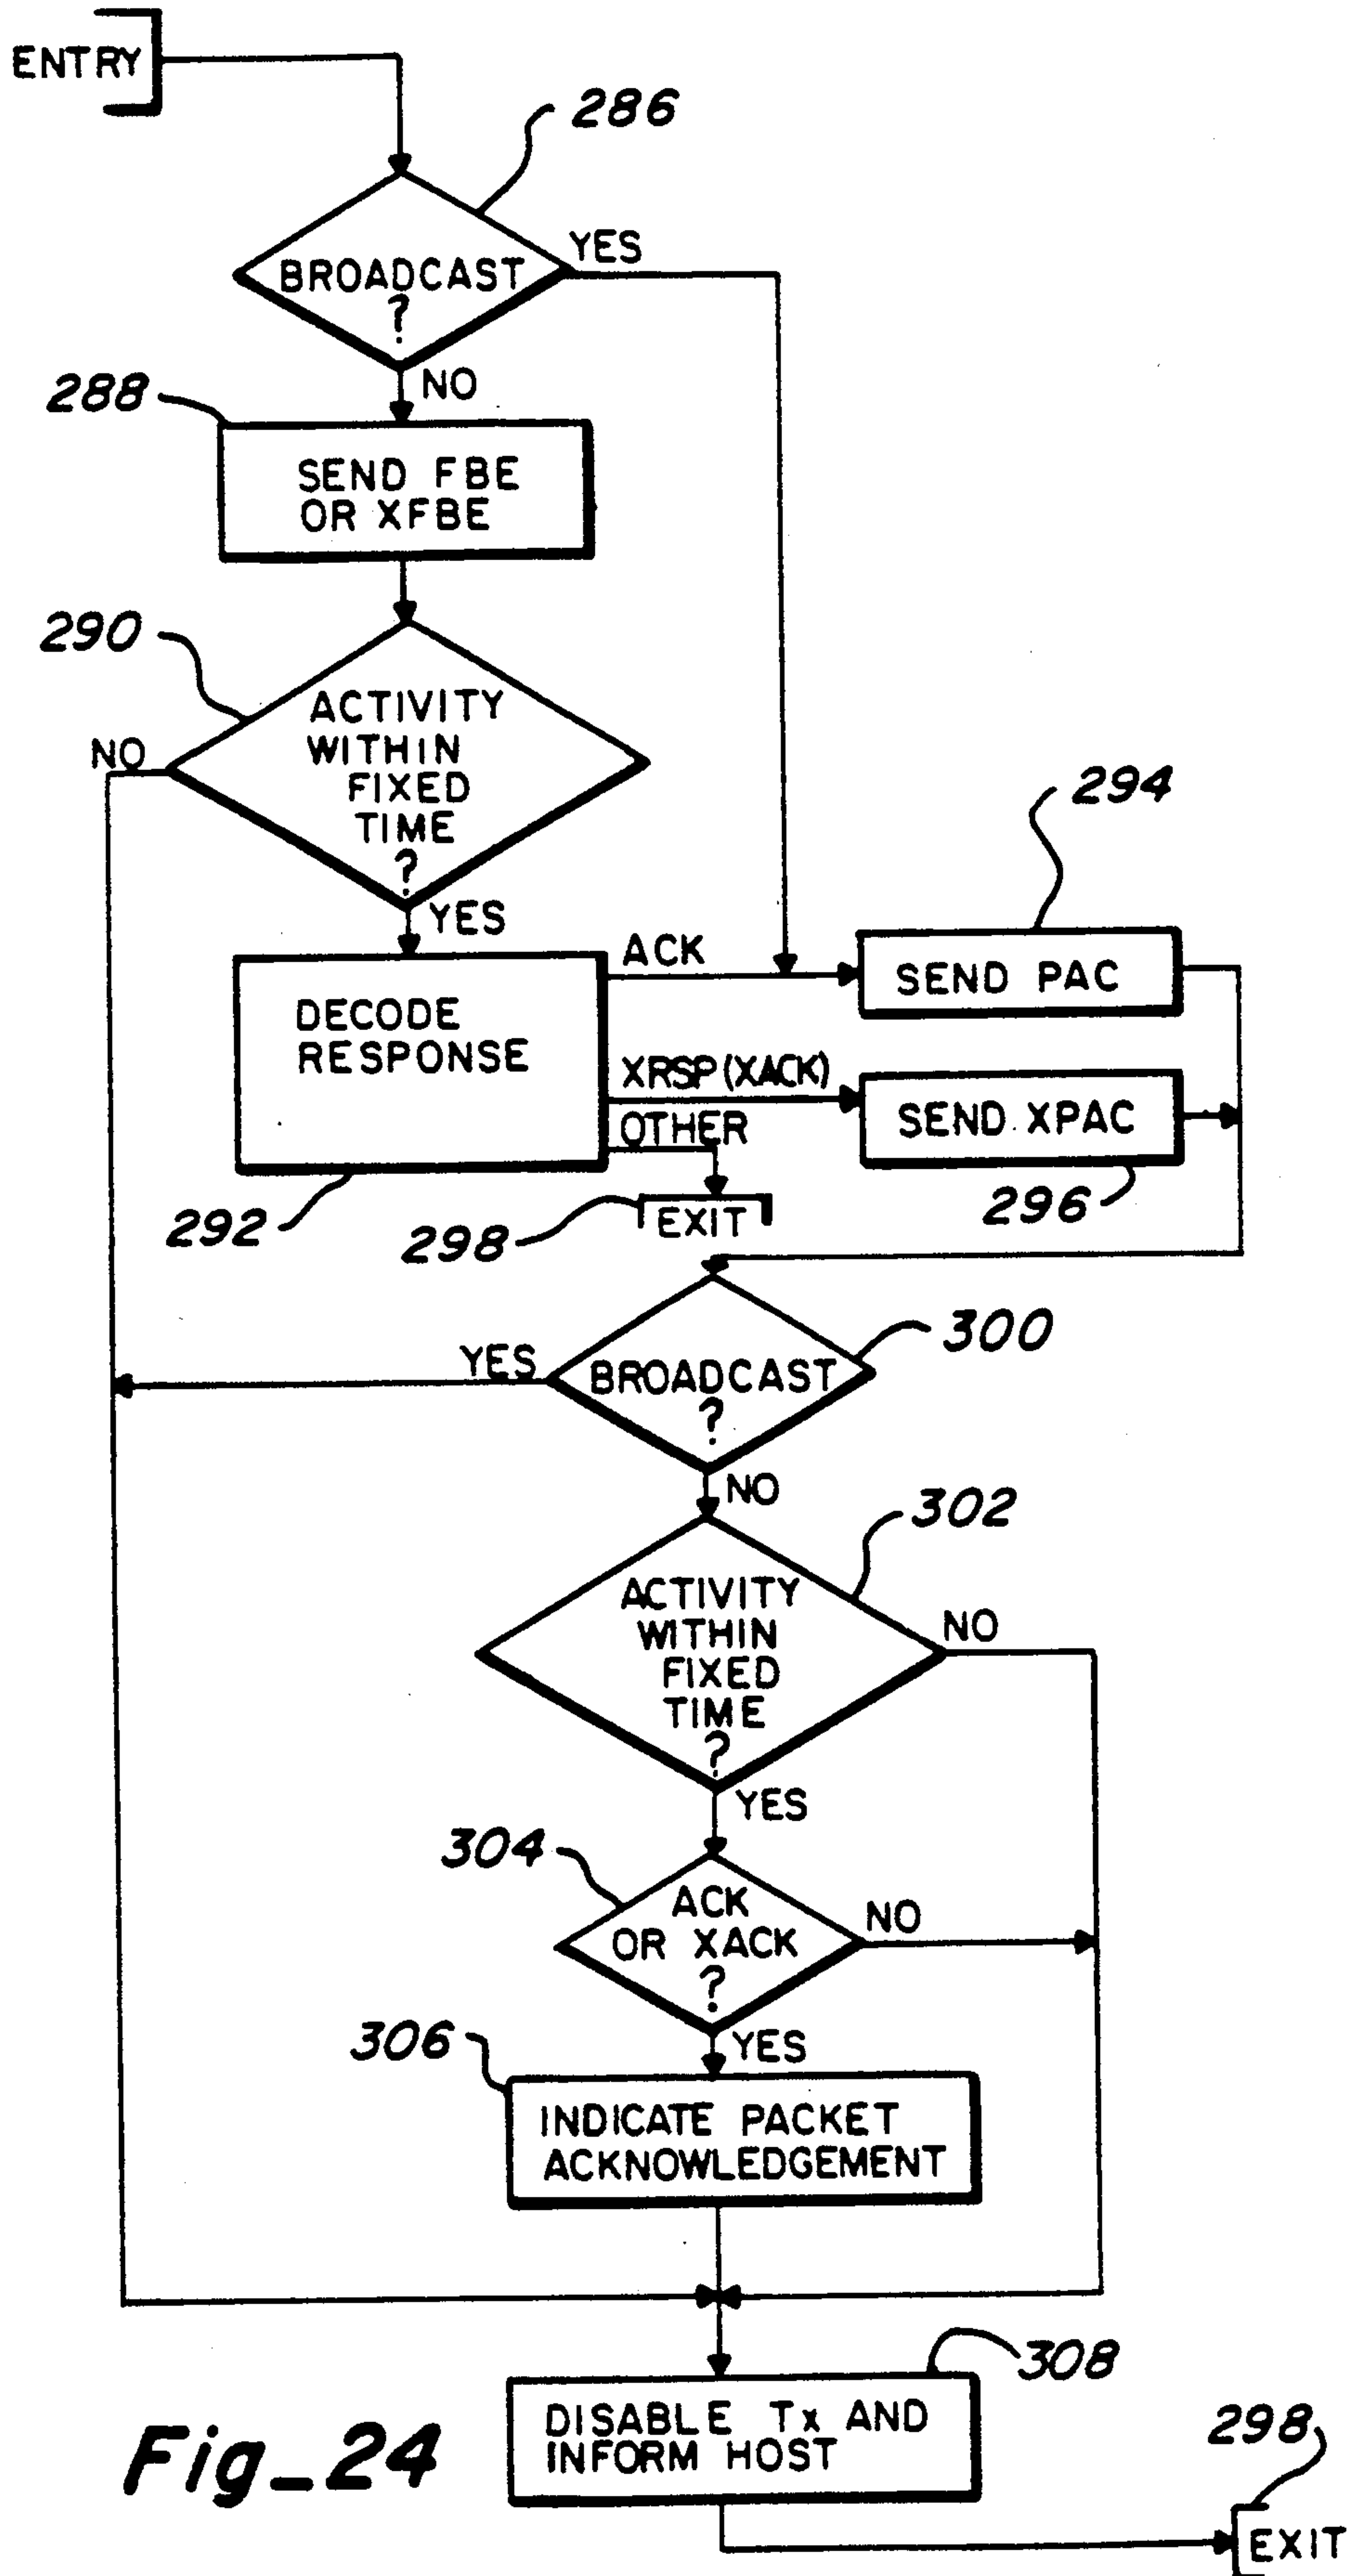 ENTRY
286
BROADCAST
?
YES
NO
288
SEND FBE
OR XFBE
290
ACTIVITY
WITHIN
FIXED
TIME
?
NO
YES
294
DECODE
RESPONSE
ACK
SEND PAC
XRSP(XACK)
SEND XPAC
OTHER
292
298
EXIT
296
300
BROADCAST
?
YES
NO
302
ACTIVITY
WITHIN
FIXED
TIME
?
NO
YES
304
ACK
OR XACK
?
NO
YES
306
INDICATE PACKET
ACKNOWLEDGEMENT
308
DISABLE Tx AND
INFORM HOST
298
EXIT
Fig_24